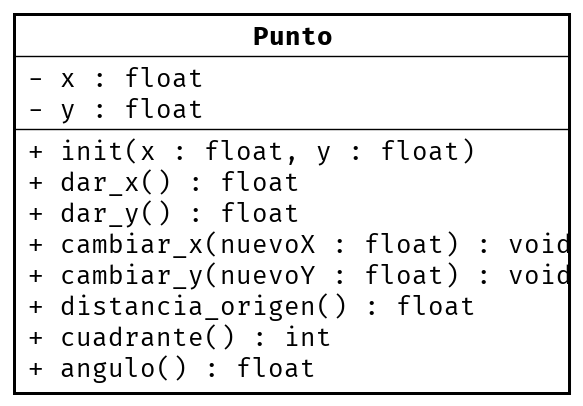 Punto
- x : float
- y : float
+ init(x : float, y : float)
+ dar_x() : float
+ dar_y() : float
+ cambiar_x(nuevoX : float) : void
+ cambiar_y(nuevoY : float) : void
+ distancia_origen() : float
+ cuadrante() : int
+ angulo() : float